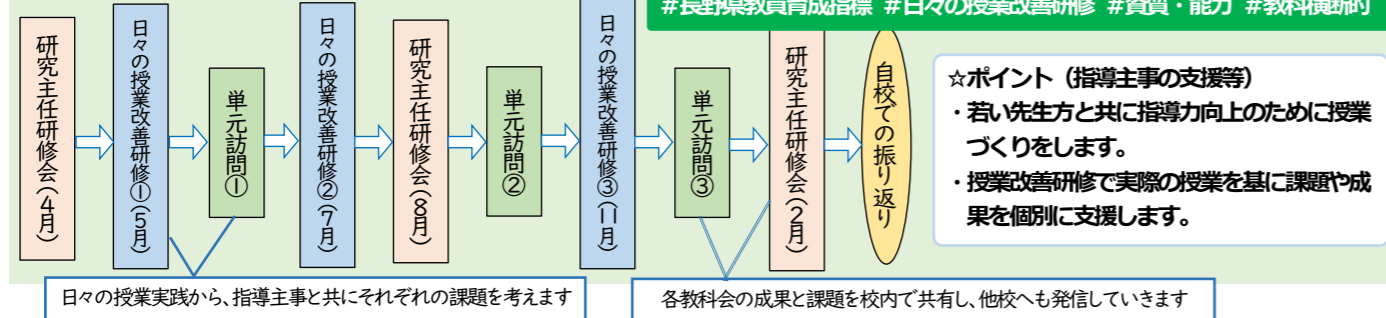 #長野県教員育成指標 #日々の授業改善研修 #資質・能力 #教科横断的
研究主任研修会(4月)
日々の授業改善研修①(5月)
単元訪問①
日々の授業改善研修②(7月)
研究主任研修会(8月)
単元訪問②
日々の授業改善研修③(11月)
単元訪問③
研究主任研修会(2月)
自校での振り返り
☆ポイント(指導主事の支援等)
・若い先生方と共に指導力向上のために授業
づくりをします。
・授業改善研修で実際の授業を基に課題や成
果を個別に支援します。
日々の授業実践から、指導主事と共にそれぞれの課題を考えます
各教科会の成果と課題を校内で共有し、他校へも発信していきます